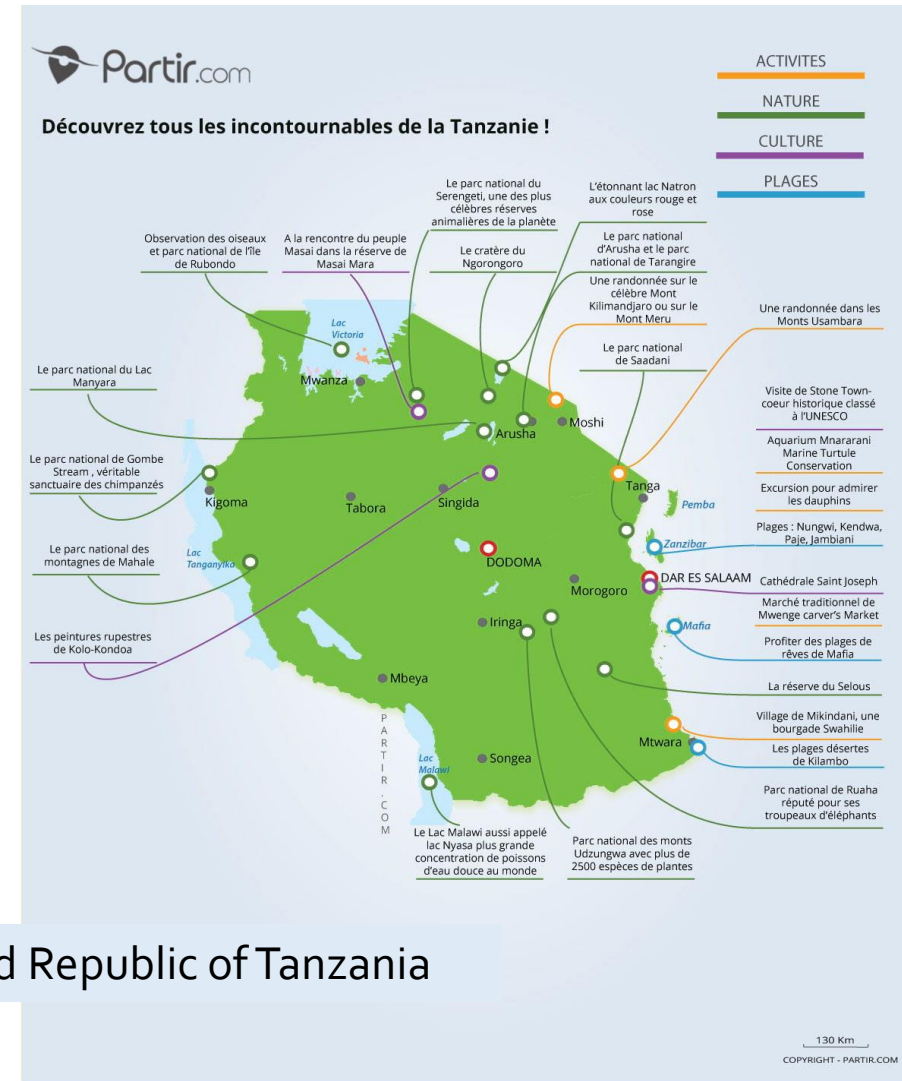 Partir.com
Découvrez tous les incontournables de la Tanzanie !
ACTIVITES
NATURE
CULTURE
PLAGES
Observation des oiseaux
et parc national de l'île
de Rubondo
A la rencontre du peuple
Masai dans la réserve de
Masai Mara
Le parc national du
Serengeti, une des plus
célèbres réserves
animalières de la planète
Le cratère du
Ngorongoro
L'étonnant lac Natron
aux couleurs rouge et
rose
Le parc national
d'Arusha et le parc
national de Tarangire
Une randonnée sur le
célèbre Mont
Kilimandjaro ou sur le
Mont Meru
Le parc national
de Saadani
Une randonnée dans les
Monts Usambara
Visite de Stone Town-
coeur historique classé
à l'UNESCO
Aquarium Mnararani
Marine Turtule
Conservation
Excursion pour admirer
les dauphins
Plages : Nungwi, Kendwa,
Paje, Jambiani
Cathédrale Saint Joseph
Marché traditionnel de
Mwenge carver's Market
Profiter des plages de
rêves de Mafia
La réserve du Selous
Village de Mikindani, une
bourgade Swahilie
Les plages désertes
de Kilambo
Parc national de Ruaha
réputé pour ses
troupeaux d'éléphants
Le parc national du Lac
Manyara
Le parc national de Gombe
Stream , véritable
sanctuaire des chimpanzés
Le parc national des
montagnes de Mahale
Les peintures rupestres
de Kolo-Kondoa
Lac
Victoria
Mwanza
Arusha
Moshi
Kigoma
Tabora
Singida
Tanga
Pemba
Lac
Tanganyika
DODOMA
Zanzibar
Morogoro
DAR ES SALAAM
Iringa
Mafia
Mbeya
Songea
Mtwara
Lac
Malawi
PARTIR.COM
Le Lac Malawi aussi appelé
lac Nyasa plus grande
concentration de poissons
d'eau douce au monde
Parc national des monts
Udzungwa avec plus de
2500 espèces de plantes
d Republic of Tanzania
130 Km
COPYRIGHT - PARTIR.COM